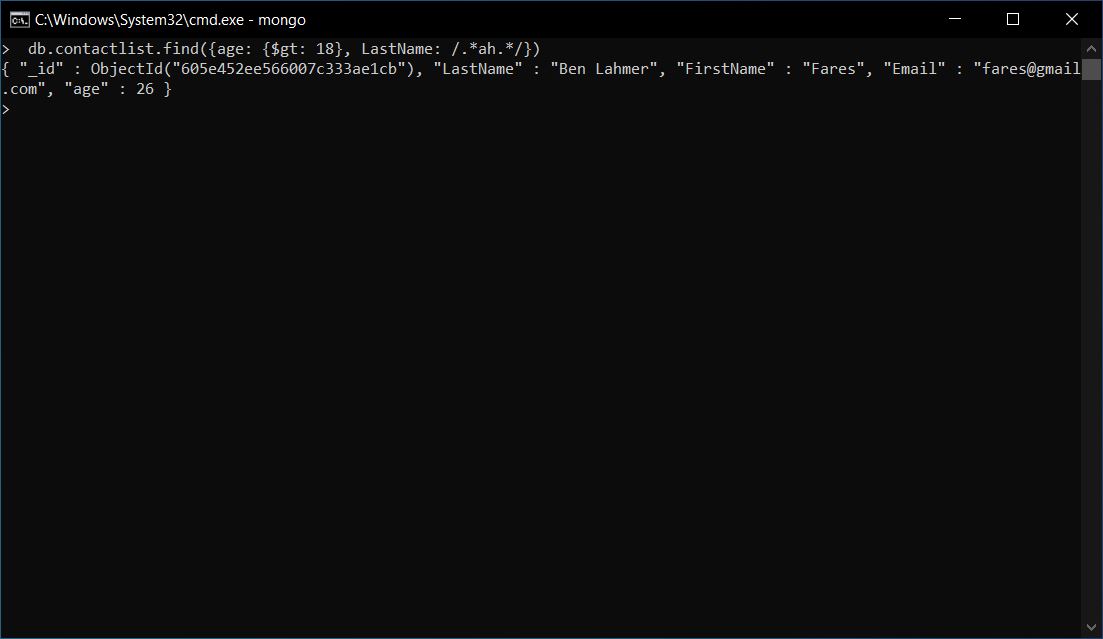 C:\Windows\System32\cmd.exe - mongo
>  db.contactlist.find({age: {$gt: 18}, LastName: /.*ah.*/})
{ "_id" : ObjectId("605e452ee566007c333ae1cb"), "LastName" : "Ben Lahmer", "FirstName" : "Fares", "Email" : "fares@gmail
.com", "age" : 26 }
>